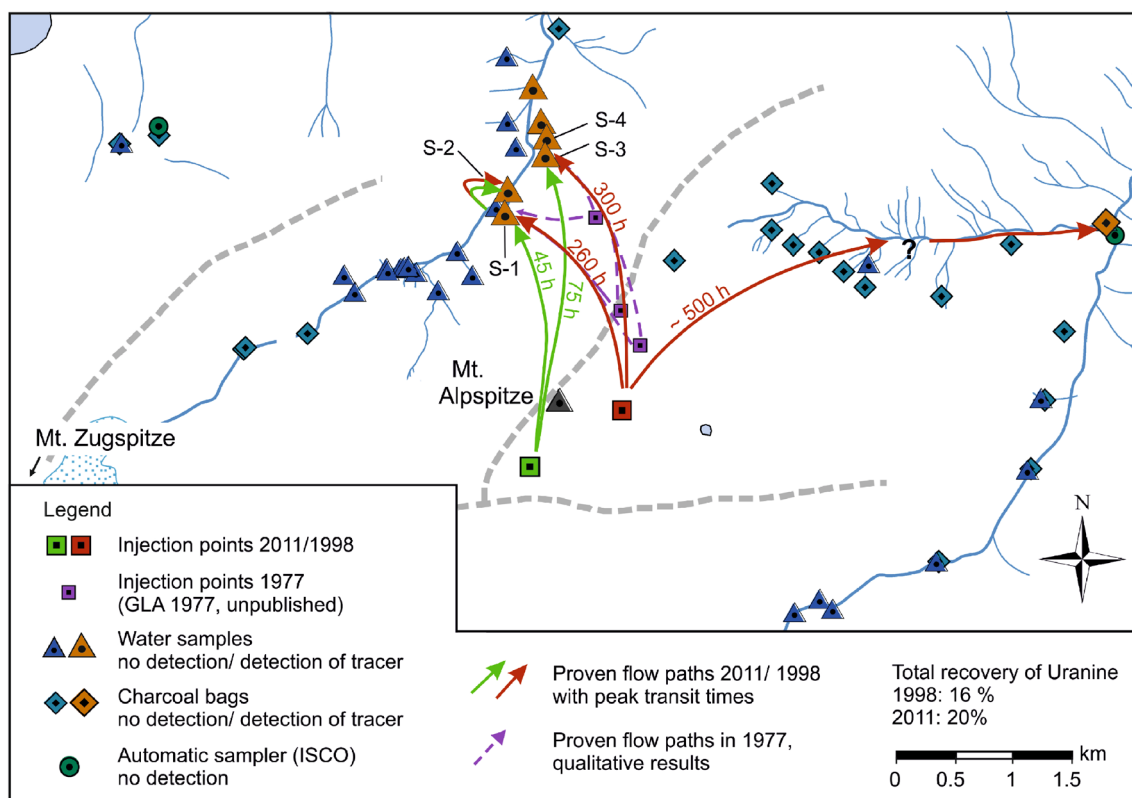 S-4
S-3
S-2
S-1
300 h
260 h
45 h
75 h
~ 500 h
?
Mt.
Alpspitze
Mt. Zugspitze
N
Legend
Injection points 2011/1998
Injection points 1977
(GLA 1977, unpublished)
Water samples
no detection/ detection of tracer
Charcoal bags
no detection/ detection of tracer
Automatic sampler (ISCO)
no detection
Proven flow paths 2011/ 1998
with peak transit times
Proven flow paths in 1977,
qualitative results
Total recovery of Uranine
1998: 16 %
2011: 20%
km
0 0.5 1 1.5